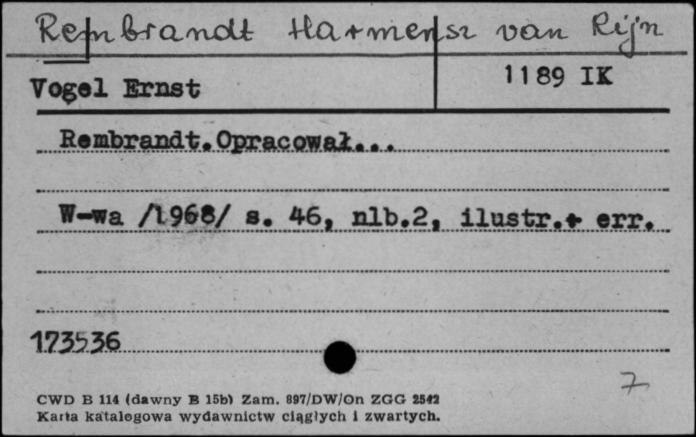 Rembrandt Harmensz van Rijn
Vogel Ernst 1189 IK
Rembrandt.Opracował...
W-wa /1968/ s. 46, nlb.2, ilustr.+ err.
173536
7
CWD B 114 (dawny B 15b) Zam. 897/DW/On ZGG 2542
Karta katalogowa wydawnictw ciągłych i zwartych.